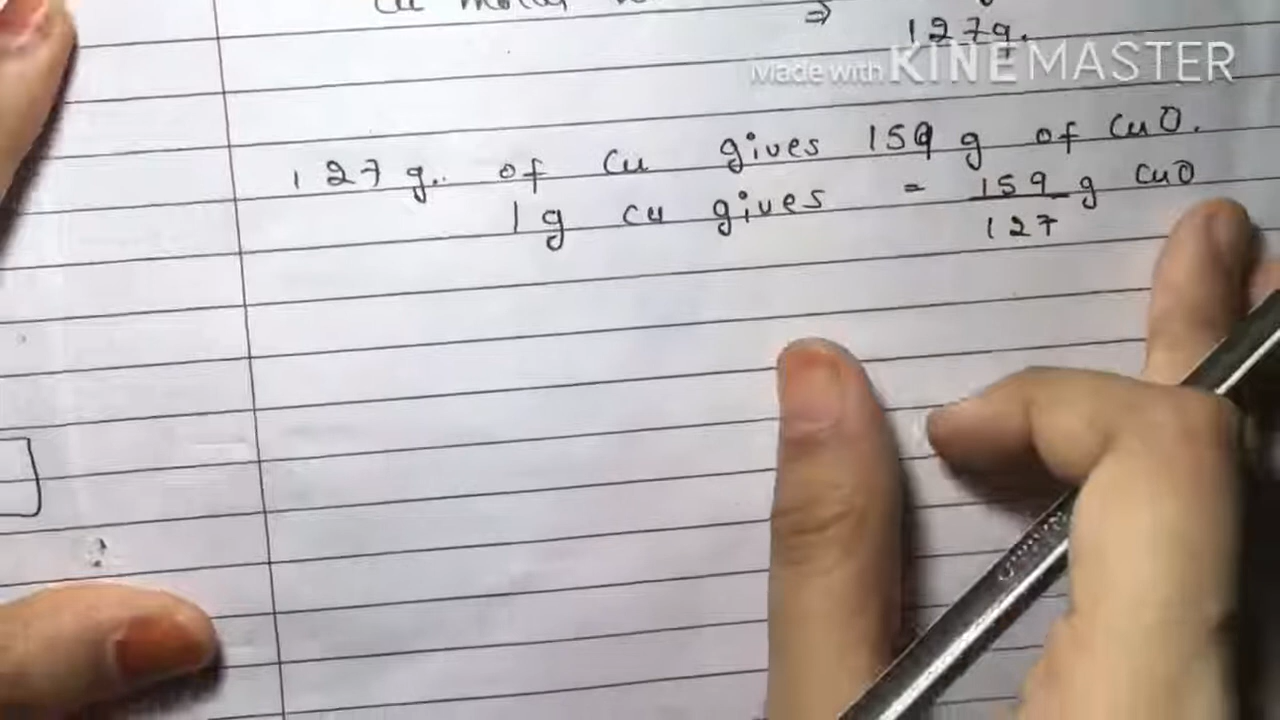 ⇒ 127g.
Made with KINEMASTER
127 g. of Cu gives 159 g of CuO.
1g Cu gives = 159/127 g CuO